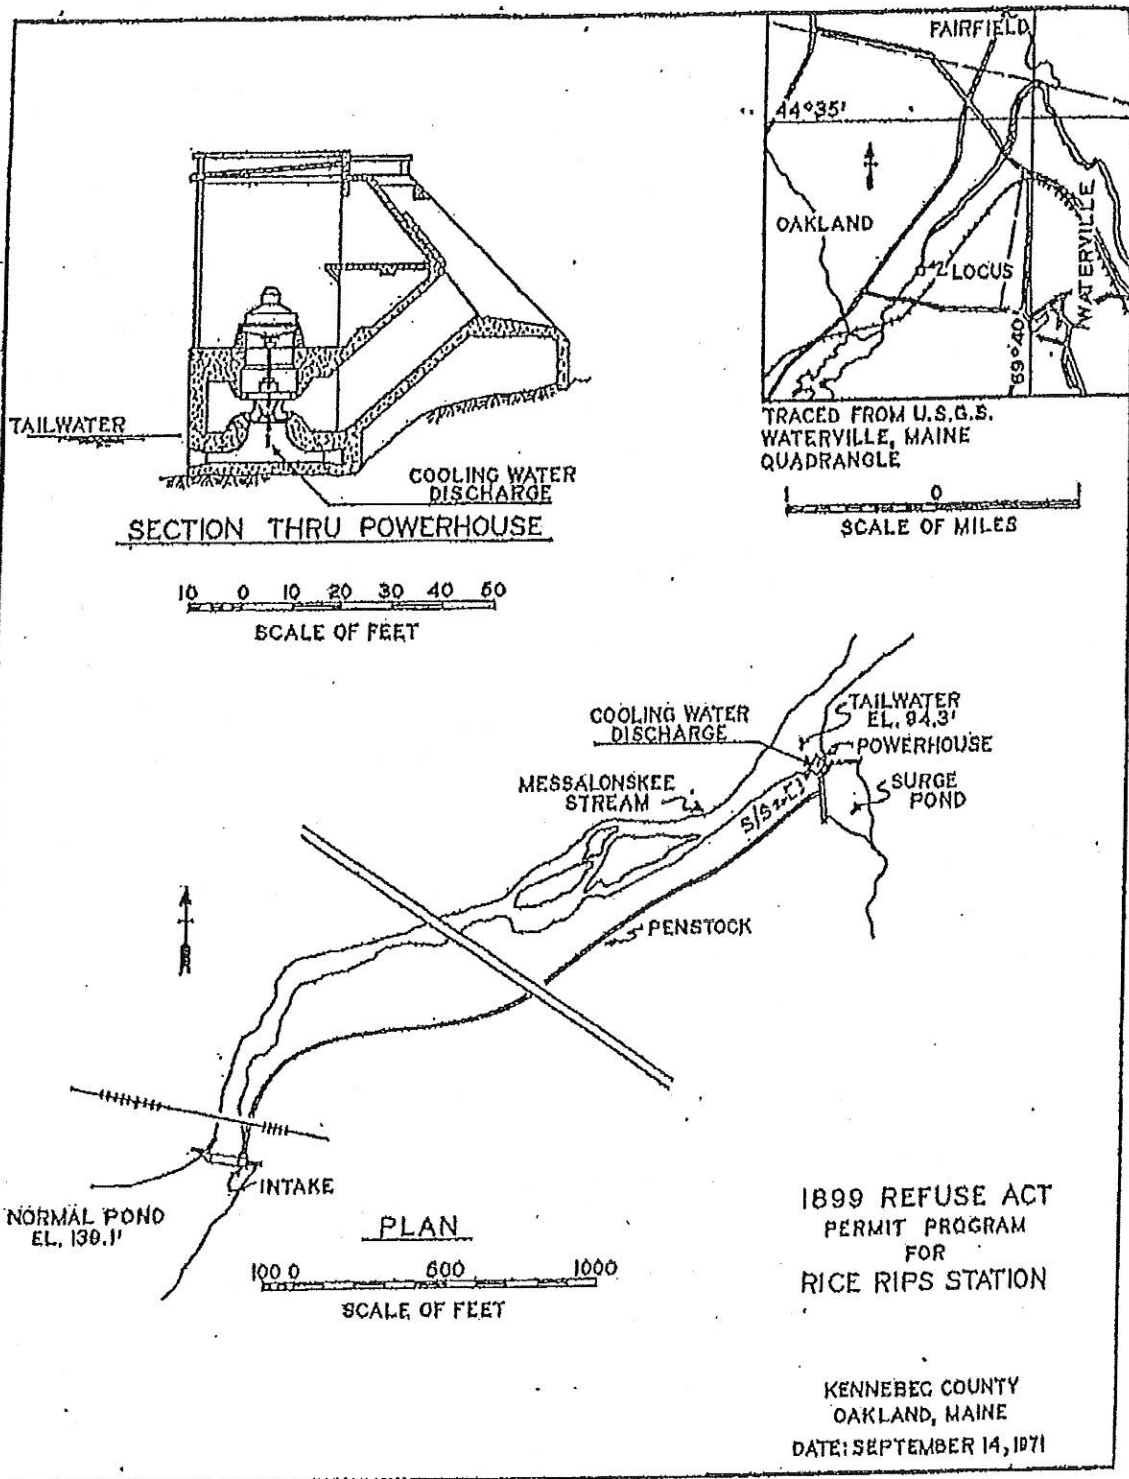 FAIRFIELD
44°35'
OAKLAND
LOCUS
WATERVILLE
69°40'
TRACED FROM U.S.G.S.
WATERVILLE, MAINE
QUADRANGLE
1 0 1
SCALE OF MILES
TAILWATER
COOLING WATER
DISCHARGE
SECTION THRU POWERHOUSE
10 0 10 20 30 40 50
SCALE OF FEET
COOLING WATER
DISCHARGE
TAILWATER
EL. 94.3'
POWERHOUSE
SURGE
POND
MESSALONSKEE
STREAM
PENSTOCK
INTAKE
NORMAL POND
EL. 139.1'
PLAN
100 0 500 1000
SCALE OF FEET
1899 REFUSE ACT
PERMIT PROGRAM
FOR
RICE RIPS STATION
KENNEBEC COUNTY
OAKLAND, MAINE
DATE: SEPTEMBER 14, 1971